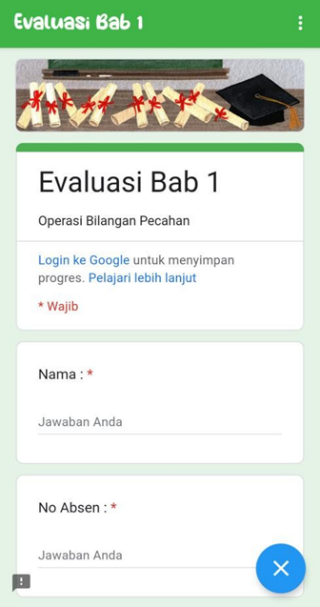 Evaluasi Bab 1
Evaluasi Bab 1
Operasi Bilangan Pecahan
Login ke Google untuk menyimpan
progres. Pelajari lebih lanjut
* Wajib
Nama : *
Jawaban Anda
No Absen : *
Jawaban Anda